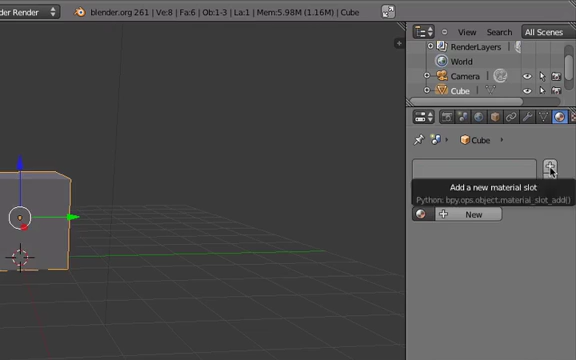 der Render
blender.org 261 | Ve:8 | Fa:6 | Ob:1-3 | La:1 | Mem:5.98M (1.16M) | Cube
View Search All Scenes
RenderLayers
World
Camera
Cube
Cube
Add a new material slot
Python: bpy.ops.object.material_slot_add()
New